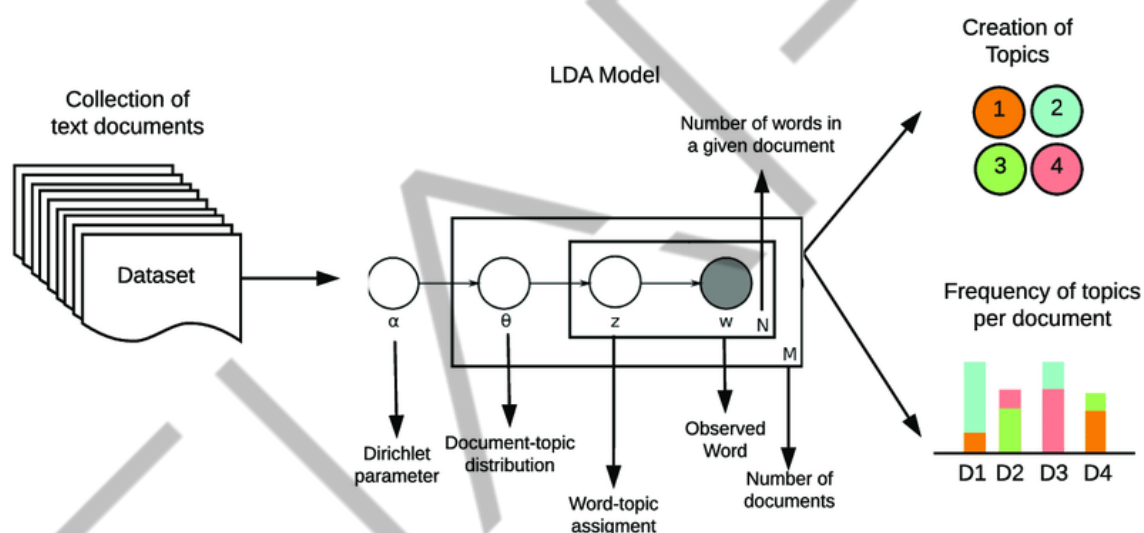 Collection of
text documents
Dataset
LDA Model
Number of words in
a given document
α
θ
z
w
N
M
Dirichlet
parameter
Document-topic
distribution
Word-topic
assigment
Observed
Word
Number of
documents
Creation of
Topics
1
2
3
4
Frequency of topics
per document
D1 D2 D3 D4